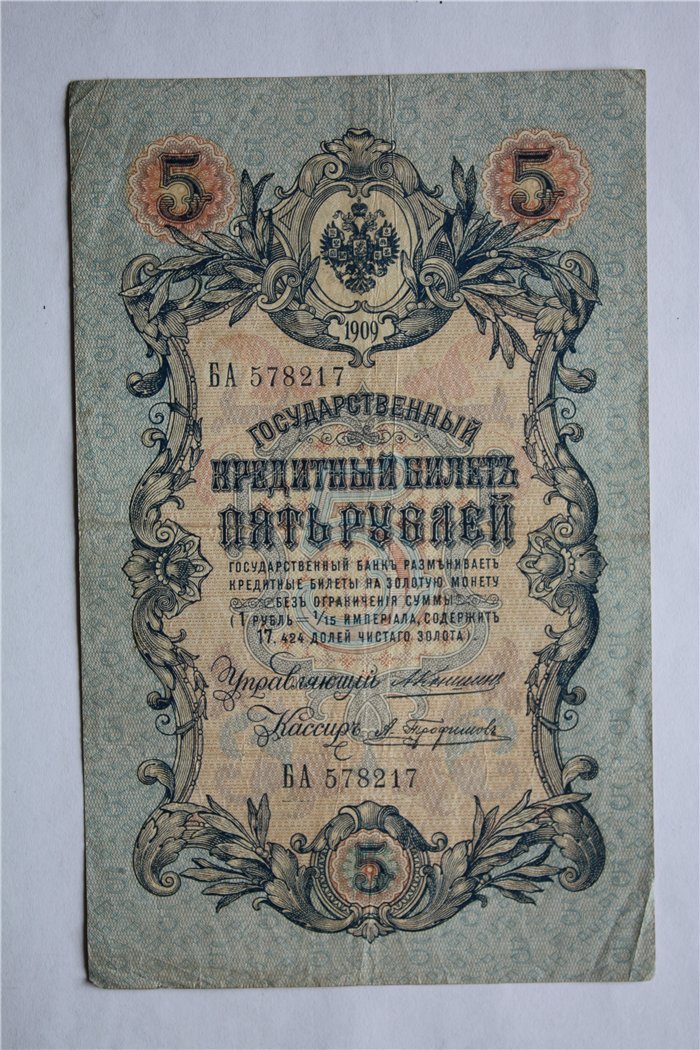 5 5
1909
БА 578217
ГОСУДАРСТВЕННЫЙ
КРЕДИТНЫЙ БИЛЕТЪ
ПЯТЬ РУБЛЕЙ
ГОСУДАРСТВЕННЫЙ БАНКЪ РАЗМѢНИВАЕТЪ
КРЕДИТНЫЕ БИЛЕТЫ НА ЗОЛОТУЮ МОНЕТУ
БЕЗЪ ОГРАНИЧЕНІЯ СУММЫ
(1 РУБЛЬ = 1/15 ИМПЕРІАЛА, СОДЕРЖИТЪ
17,424 ДОЛЕЙ ЧИСТАГО ЗОЛОТА).
Управляющій
Кассиръ А. Трофимовъ
БА 578217
5